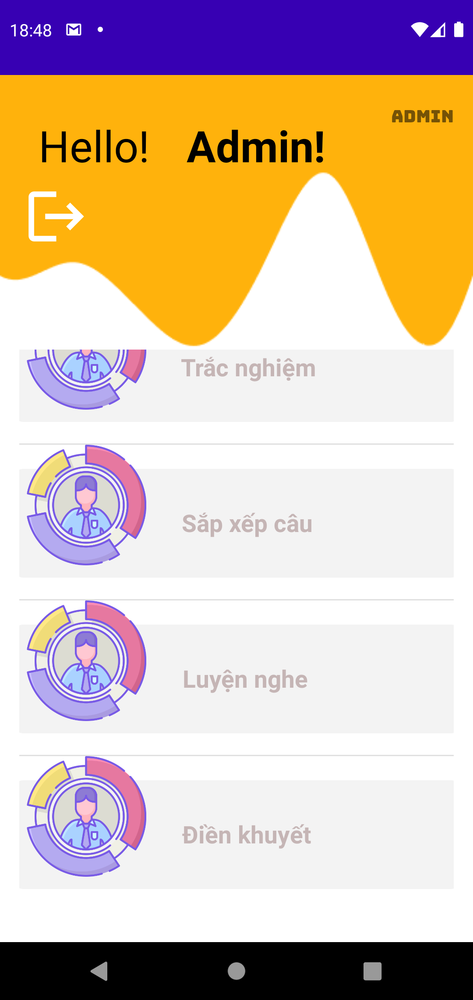 18:48
ADMIN
Hello! Admin!
Trắc nghiệm
Sắp xếp câu
Luyện nghe
Điền khuyết